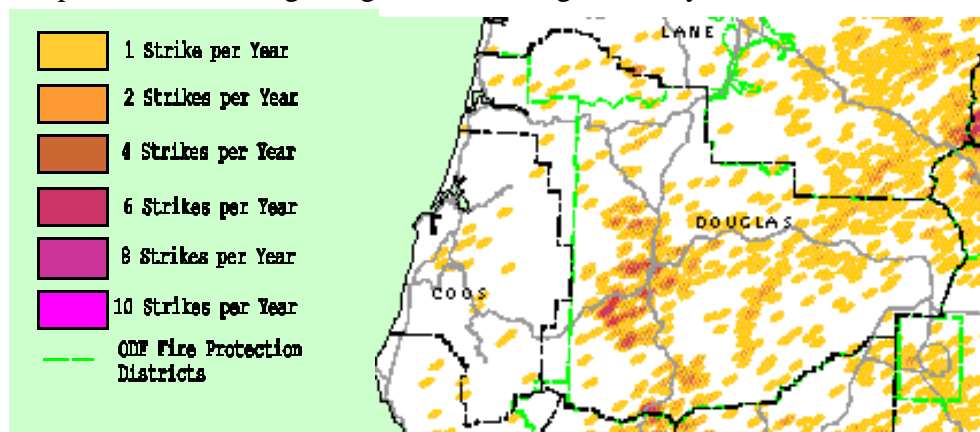 1 Strike per Year
2 Strikes per Year
4 Strikes per Year
6 Strikes per Year
8 Strikes per Year
10 Strikes per Year
ODF Fire Protection
Districts
LANE
DOUGLAS
COOS